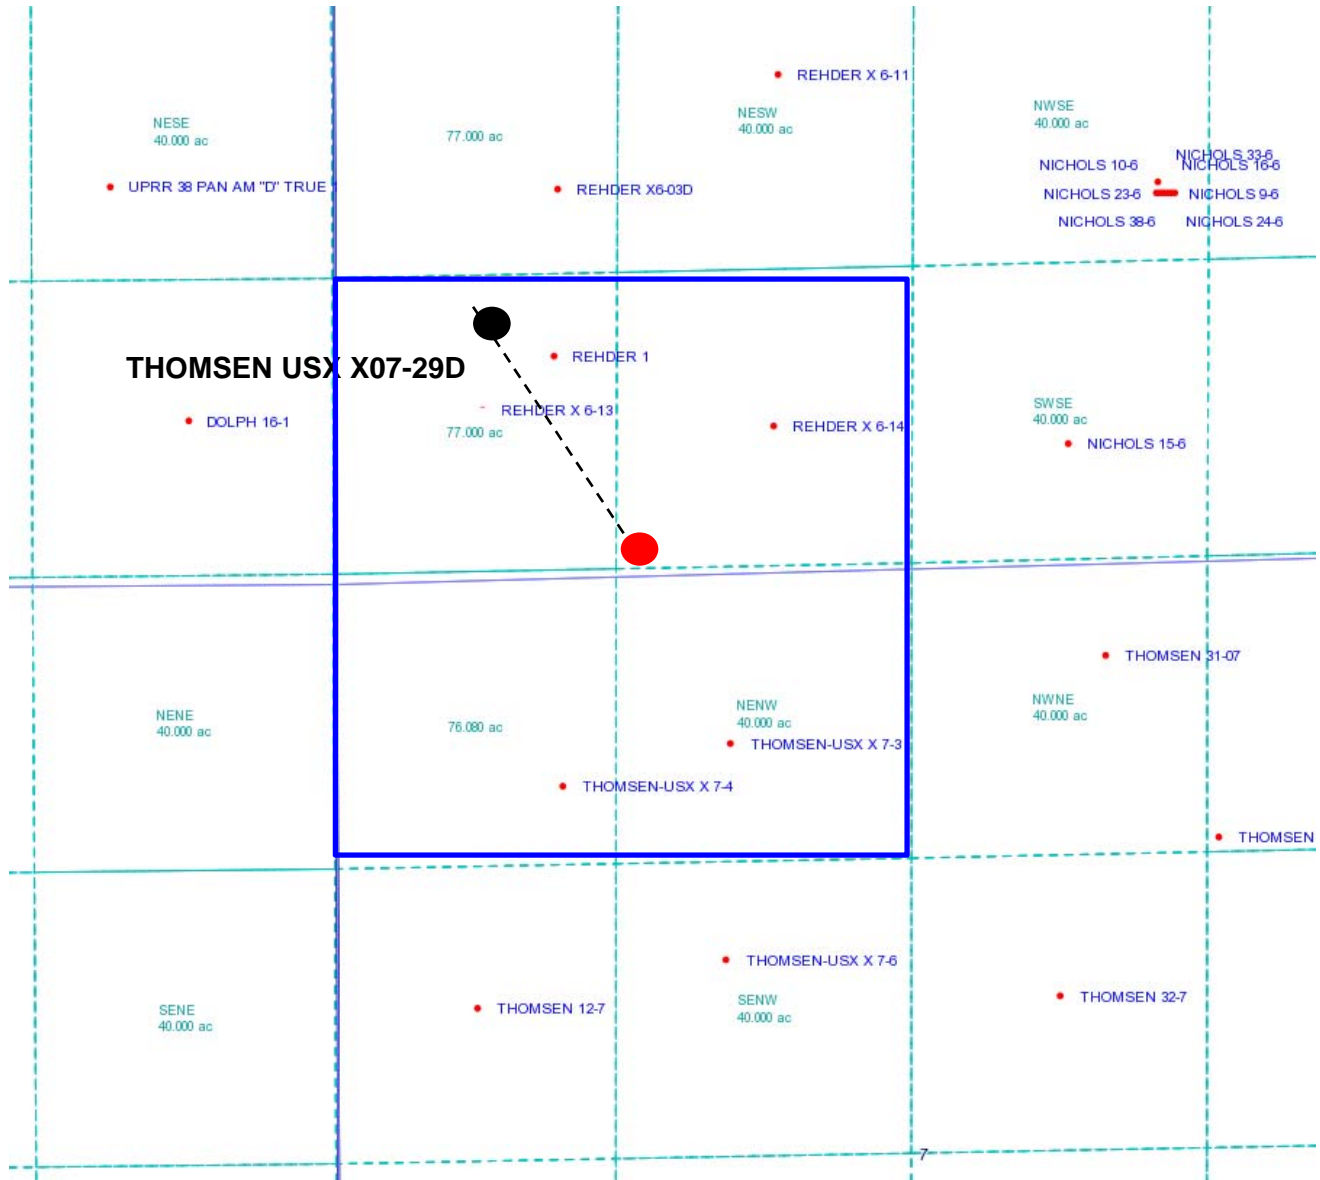 REHDER X 6-11
NESE
40.000 ac
77.000 ac
NESW
40.000 ac
NWSE
40.000 ac
NICHOLS 33-6
NICHOLS 10-6
NICHOLS 16-6
UPRR 38 PAN AM "D" TRUE 1
REHDER X6-03D
NICHOLS 23-6
NICHOLS 9-6
NICHOLS 38-6
NICHOLS 24-6
THOMSEN USX X07-29D
REHDER 1
REHDER X 6-13
77.000 ac
DOLPH 16-1
REHDER X 6-14
SWSE
40.000 ac
NICHOLS 15-6
THOMSEN 31-07
NENE
40.000 ac
76.080 ac
NENW
40.000 ac
NWNE
40.000 ac
THOMSEN-USX X 7-3
THOMSEN-USX X 7-4
THOMSEN
THOMSEN-USX X 7-6
SENE
40.000 ac
THOMSEN 12-7
SENW
40.000 ac
THOMSEN 32-7
7